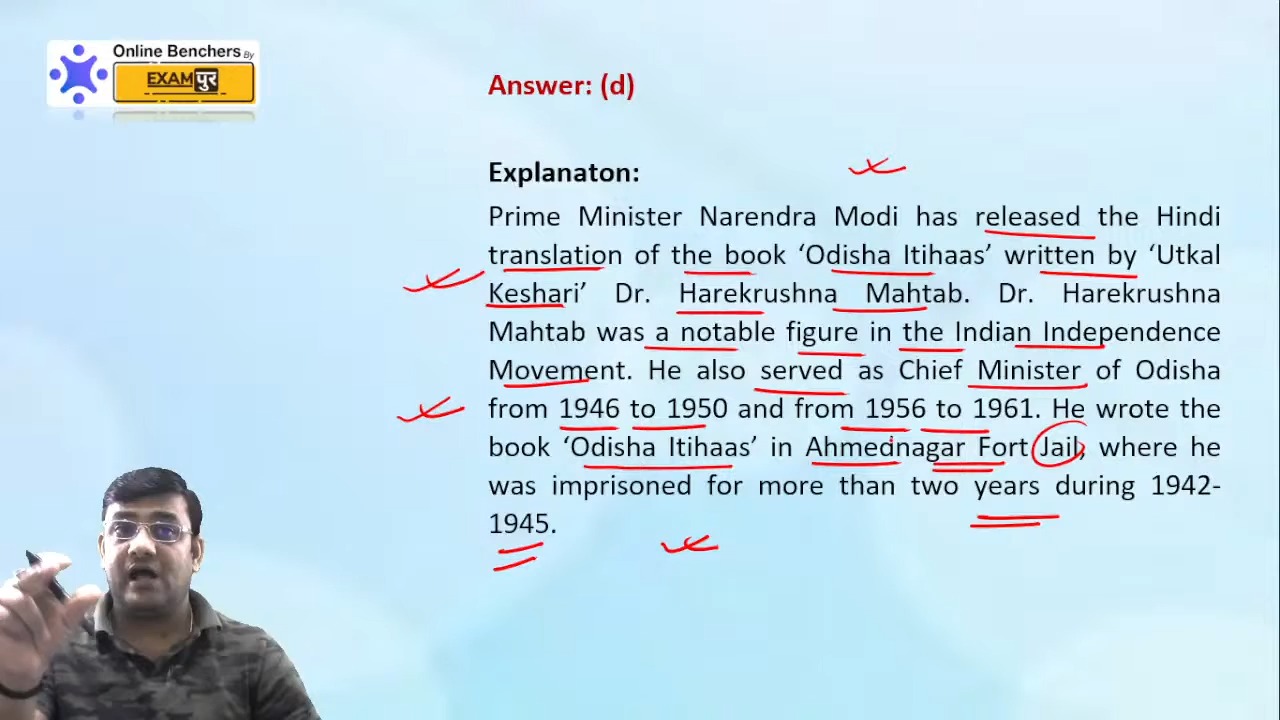 Online Benchers By
EXAMपुर
Answer: (d)
Explanaton:
Prime Minister Narendra Modi has released the Hindi
translation of the book ‘Odisha Itihaas’ written by ‘Utkal
Keshari’ Dr. Harekrushna Mahtab. Dr. Harekrushna
Mahtab was a notable figure in the Indian Independence
Movement. He also served as Chief Minister of Odisha
from 1946 to 1950 and from 1956 to 1961. He wrote the
book ‘Odisha Itihaas’ in Ahmednagar Fort Jail, where he
was imprisoned for more than two years during 1942-
1945.